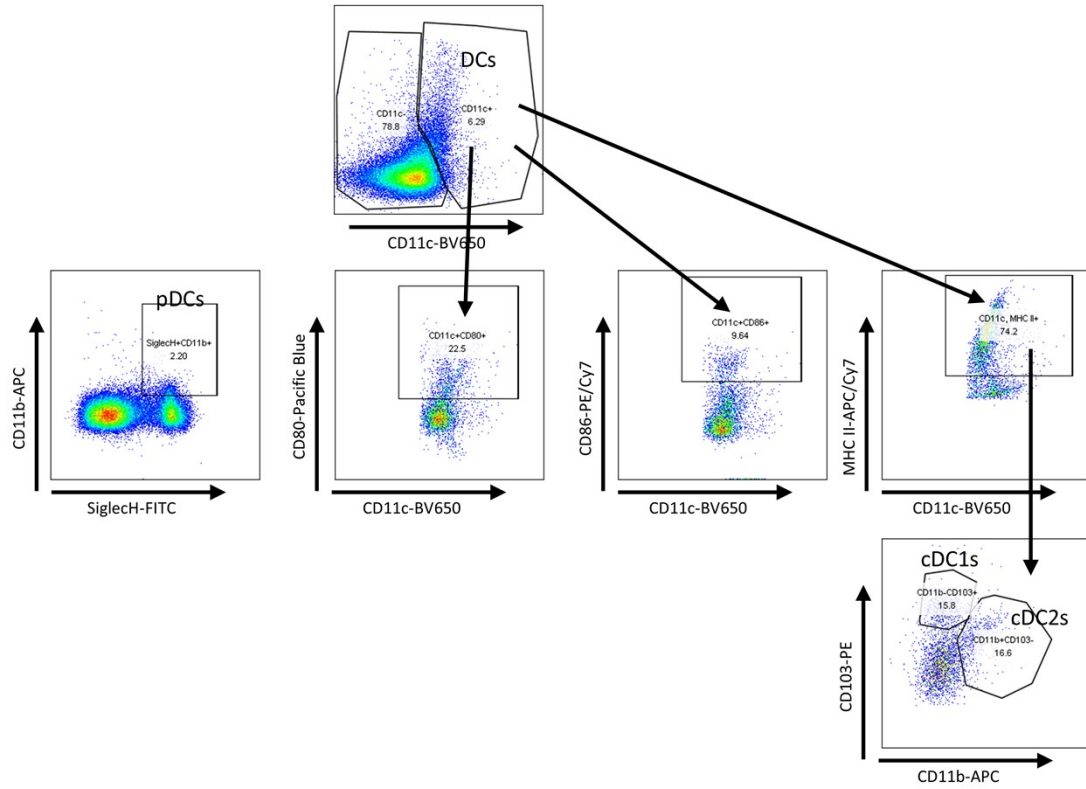 DCs
CD11c-
78.8
CD11c+
6.29
CD11c-BV650
pDCs
SiglecH+CD11b+
2.20
CD11b-APC
SiglecH-FITC
CD11c+CD80+
22.5
CD80-Pacific Blue
CD11c-BV650
CD11c+CD86+
9.64
CD86-PE/Cy7
CD11c-BV650
CD11c, MHC II+
74.2
MHC II-APC/Cy7
CD11c-BV650
cDC1s
CD11b-CD103+
15.8
cDC2s
CD11b+CD103-
16.6
CD103-PE
CD11b-APC